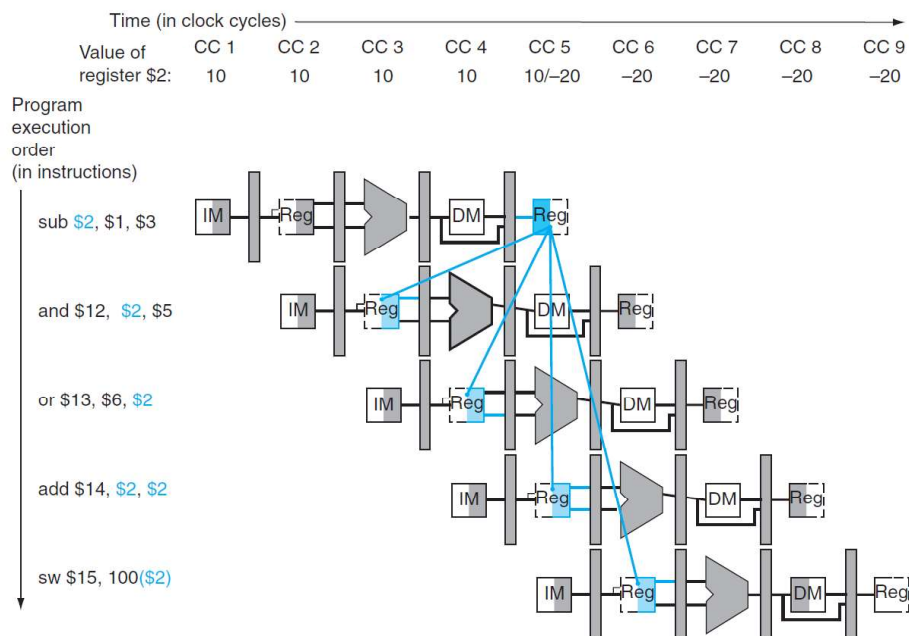 Time (in clock cycles)
Value of register $2:
CC 1 CC 2 CC 3 CC 4 CC 5 CC 6 CC 7 CC 8 CC 9
10 10 10 10 10/–20 –20 –20 –20 –20
Program
execution
order
(in instructions)
sub $2, $1, $3
IM Reg DM Reg
and $12, $2, $5
IM Reg DM Reg
or $13, $6, $2
IM Reg DM Reg
add $14, $2, $2
IM Reg DM Reg
sw $15, 100($2)
IM Reg DM Reg